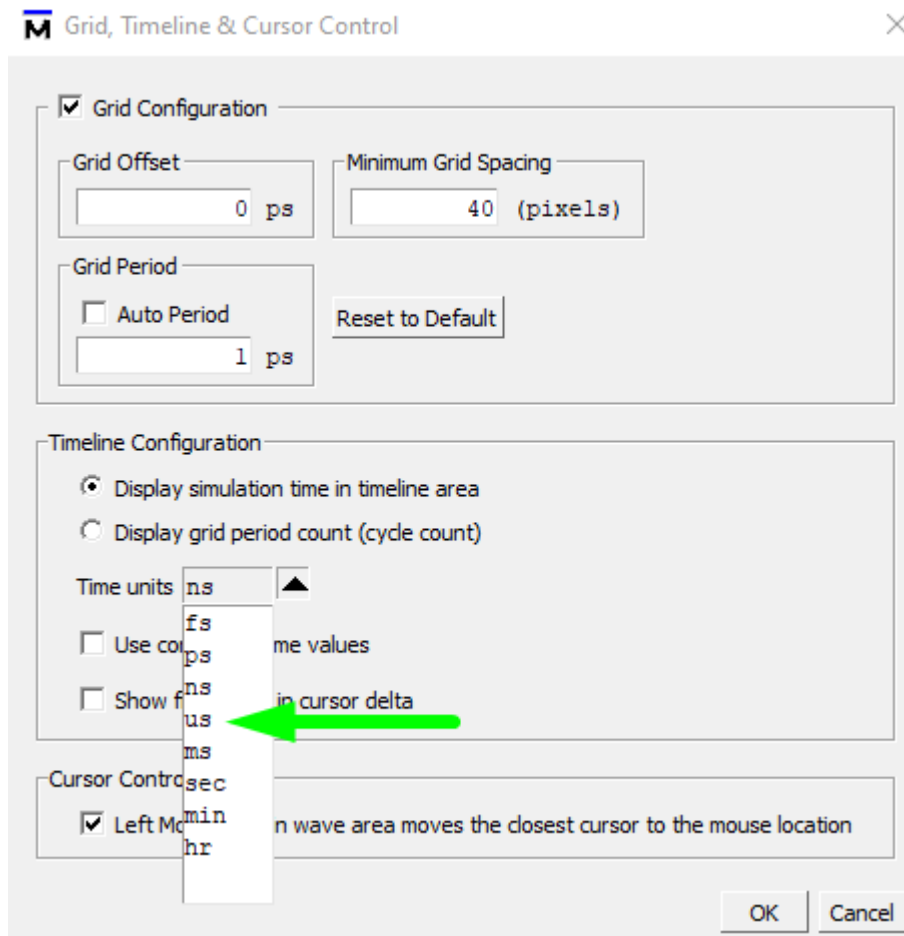 M Grid, Timeline & Cursor Control
Grid Configuration
Grid Offset
0 ps
Minimum Grid Spacing
40 (pixels)
Grid Period
Auto Period
1 ps
Reset to Default
Timeline Configuration
Display simulation time in timeline area
Display grid period count (cycle count)
Time units ns
fs
ps
ns
us
ms
sec
min
hr
Use me values
Show in cursor delta
Cursor
Left wave area moves the closest cursor to the mouse location
OK
Cancel